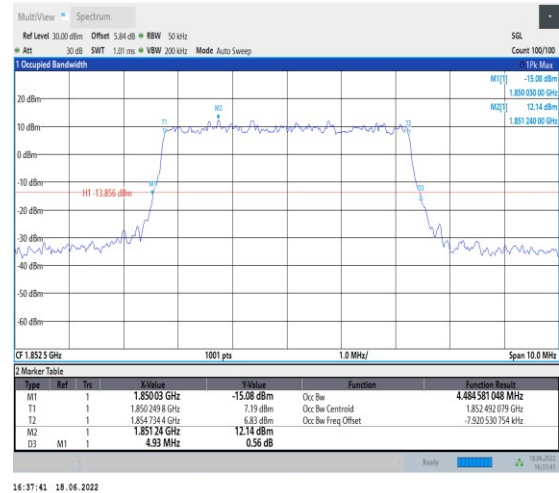 MultiView Spectrum
Ref Level 30.00 dBm Offset 5.84 dB RBW 50 kHz SGL
Att 30 dB SWT 1.01 ms VBW 200 kHz Mode Auto Sweep Count 100/100
1 Occupied Bandwidth 1Pk Max
M1[1] -15.08 dBm
1.850 030 00 GHz
M2[1] 12.14 dBm
1.851 240 00 GHz
20 dBm
M2
T1 T2
10 dBm
0 dBm
-10 dBm
M1 D3
H1 -13.856 dBm
-20 dBm
-30 dBm
-40 dBm
-50 dBm
-60 dBm
CF 1.852 5 GHz 1001 pts 1.0 MHz/ Span 10.0 MHz
2 Marker Table
Type Ref Trc X-Value Y-Value Function Function Result
M1 1 1.850 03 GHz -15.08 dBm Occ Bw 4.484 581 048 MHz
T1 1 1.850 249 8 GHz 7.19 dBm Occ Bw Centroid 1.852 492 079 GHz
T2 1 1.854 734 4 GHz 6.83 dBm Occ Bw Freq Offset -7.920 530 754 kHz
M2 1 1.851 24 GHz 12.14 dBm
D3 M1 1 4.93 MHz 0.56 dB
Ready 18.06.2022
16:37:41
16:37:41 18.06.2022